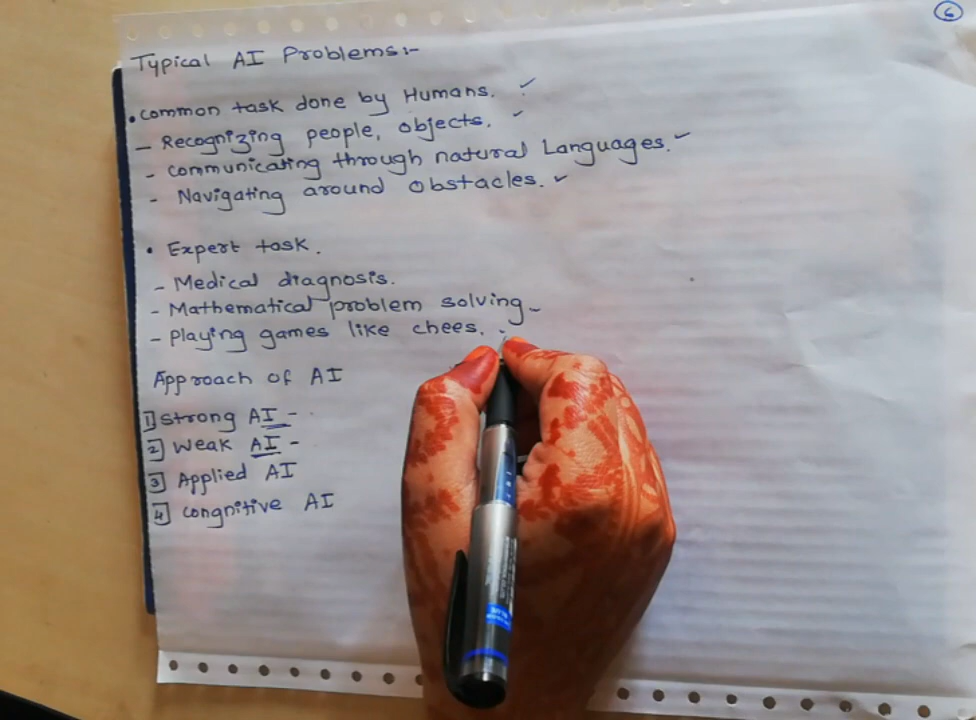 6
Typical AI Problems:-
• Common task done by Humans. ✓
- Recognizing people, objects. ✓
- Communicating through natural Languages. ✓
- Navigating around obstacles. ✓
• Expert task.
- Medical diagnosis.
- Mathematical problem solving -
- Playing games like chees.
Approach of AI
1] Strong AI -
2] Weak AI -
3] Applied AI
4] Congnitive AI